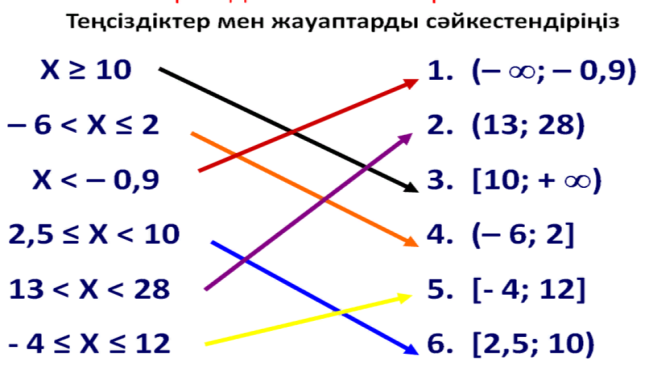 Теңсіздіктер мен жауаптарды сәйкестендіріңіз
X ≥ 10
1. (– ∞; – 0,9)
– 6 < X ≤ 2
2. (13; 28)
X < – 0,9
3. [10; + ∞)
2,5 ≤ X < 10
4. (– 6; 2]
13 < X < 28
5. [- 4; 12]
- 4 ≤ X ≤ 12
6. [2,5; 10)